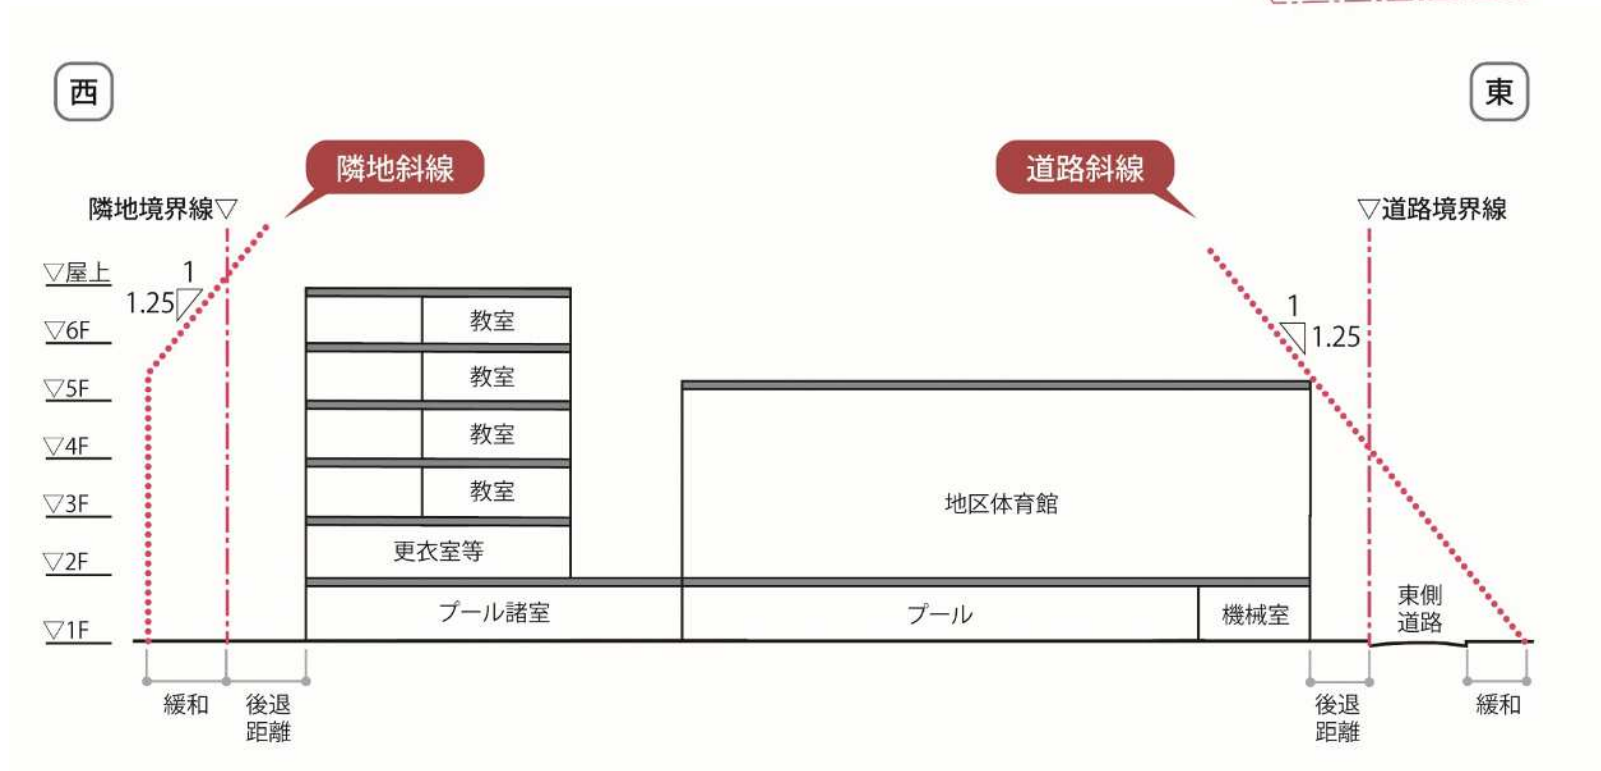 西
東
隣地斜線
道路斜線
隣地境界線▽
▽道路境界線
▽屋上
1
1.25
1
1.25
▽6F
教室
▽5F
教室
▽4F
教室
▽3F
教室
地区体育館
▽2F
更衣室等
▽1F
プール諸室
プール
機械室
東側
道路
緩和
後退
距離
後退
距離
緩和